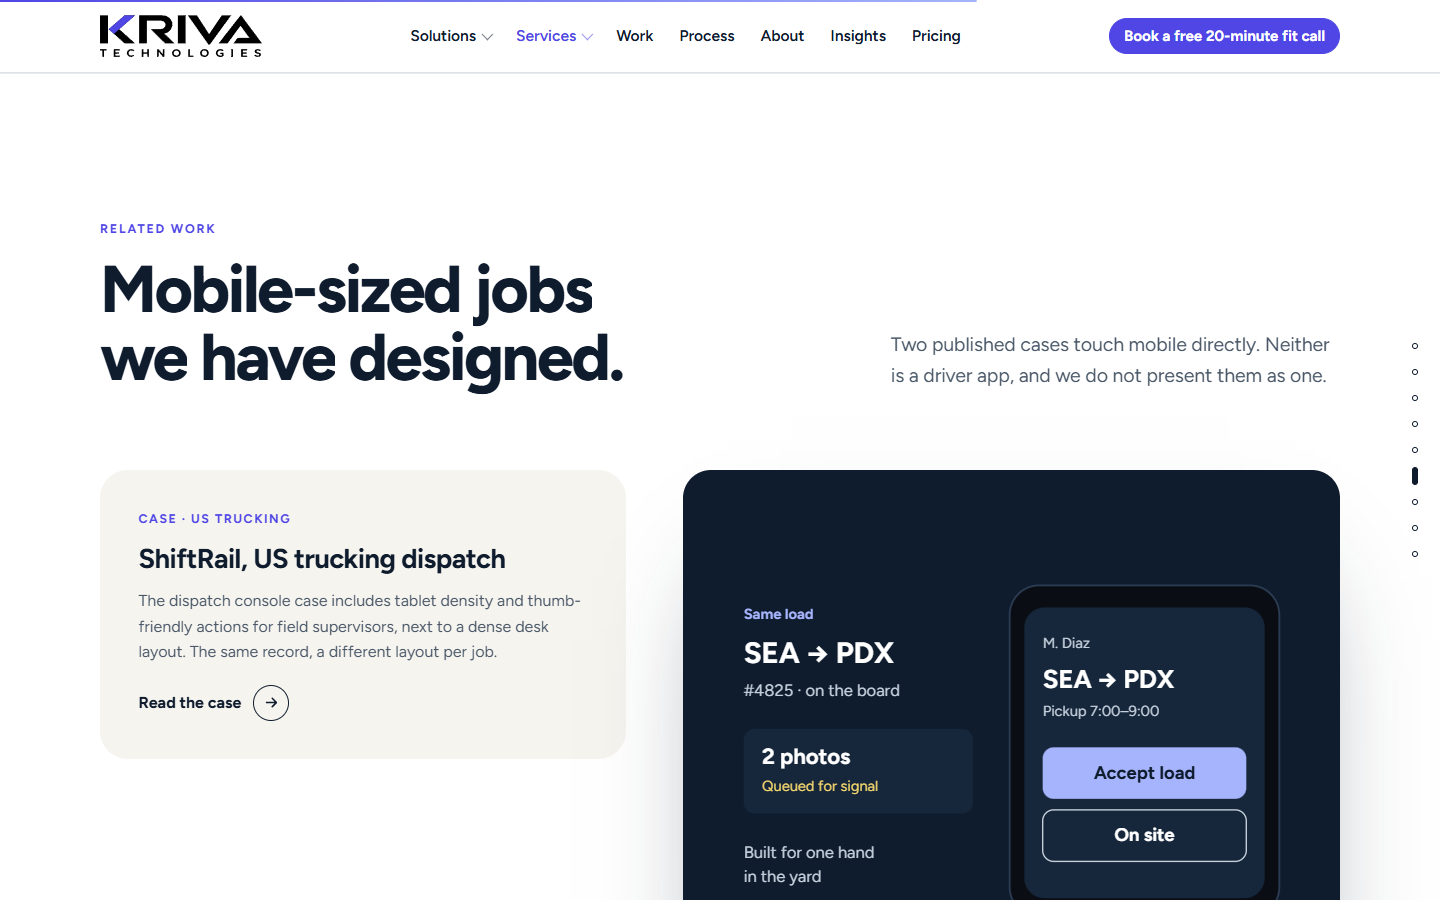 KRIVA
TECHNOLOGIES
Solutions
Services
Work
Process
About
Insights
Pricing
Book a free 20-minute fit call
RELATED WORK
Mobile-sized jobs
we have designed.
Two published cases touch mobile directly. Neither
is a driver app, and we do not present them as one.
CASE · US TRUCKING
ShiftRail, US trucking dispatch
The dispatch console case includes tablet density and thumb-
friendly actions for field supervisors, next to a dense desk
layout. The same record, a different layout per job.
Read the case
Same load
SEA → PDX
#4825 · on the board
2 photos
Queued for signal
Built for one hand
in the yard
M. Diaz
SEA → PDX
Pickup 7:00–9:00
Accept load
On site